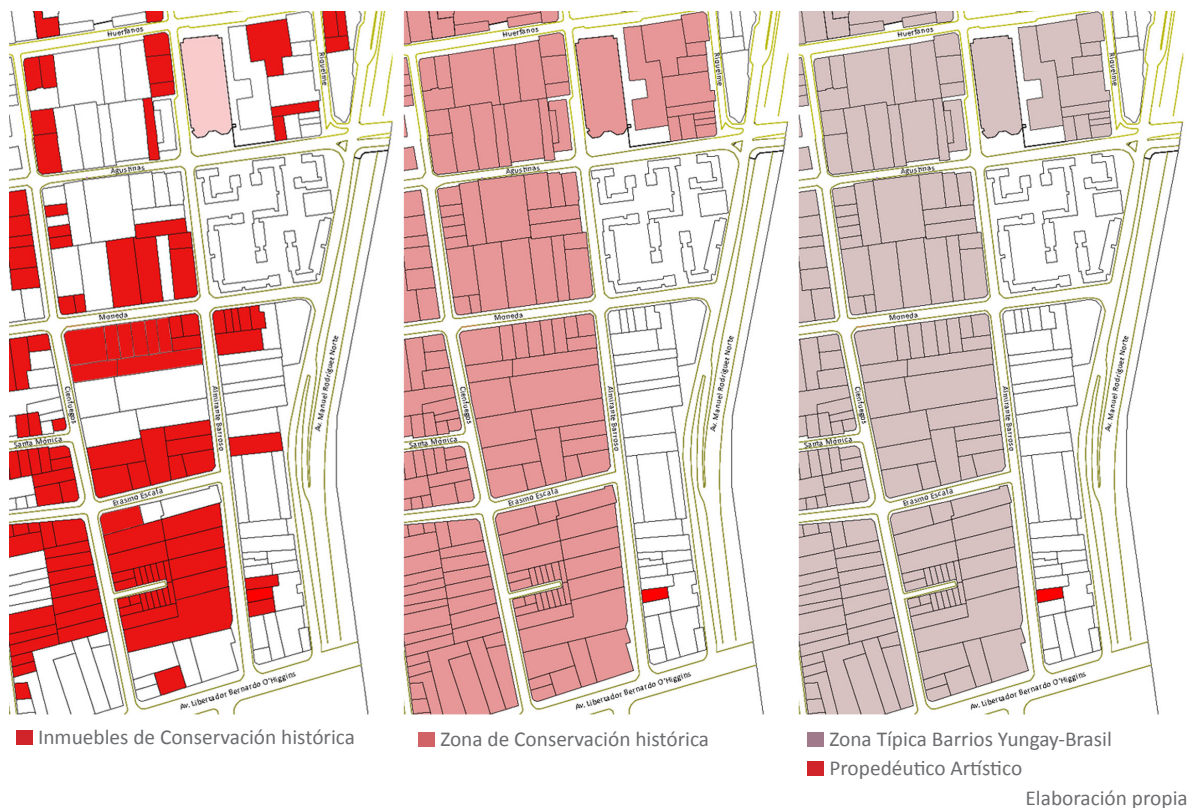 Huerfanos
Riquelme
Agustinas
Moneda
Cienfuegos
Almirante Barroso
Av. Manuel Rodríguez Norte
Santa Mónica
Erasmo Escala
Av. Libertador Bernardo O'Higgins
Inmuebles de Conservación histórica
Huerfanos
Riquelme
Agustinas
Moneda
Cienfuegos
Almirante Barroso
Av. Manuel Rodríguez Norte
Santa Mónica
Erasmo Escala
Av. Libertador Bernardo O'Higgins
Zona de Conservación histórica
Huerfanos
Riquelme
Agustinas
Moneda
Cienfuegos
Almirante Barroso
Av. Manuel Rodríguez Norte
Santa Mónica
Erasmo Escala
Av. Libertador Bernardo O'Higgins
Zona Típica Barrios Yungay-Brasil
Propedéutico Artístico
Elaboración propia